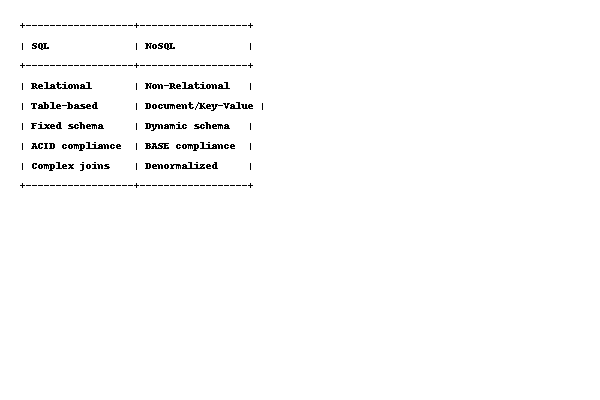 +------------------+------------------+
| SQL              | NoSQL            |
+------------------+------------------+
| Relational       | Non-Relational   |
| Table-based      | Document/Key-Value |
| Fixed schema     | Dynamic schema   |
| ACID compliance  | BASE compliance  |
| Complex joins    | Denormalized     |
+------------------+------------------+